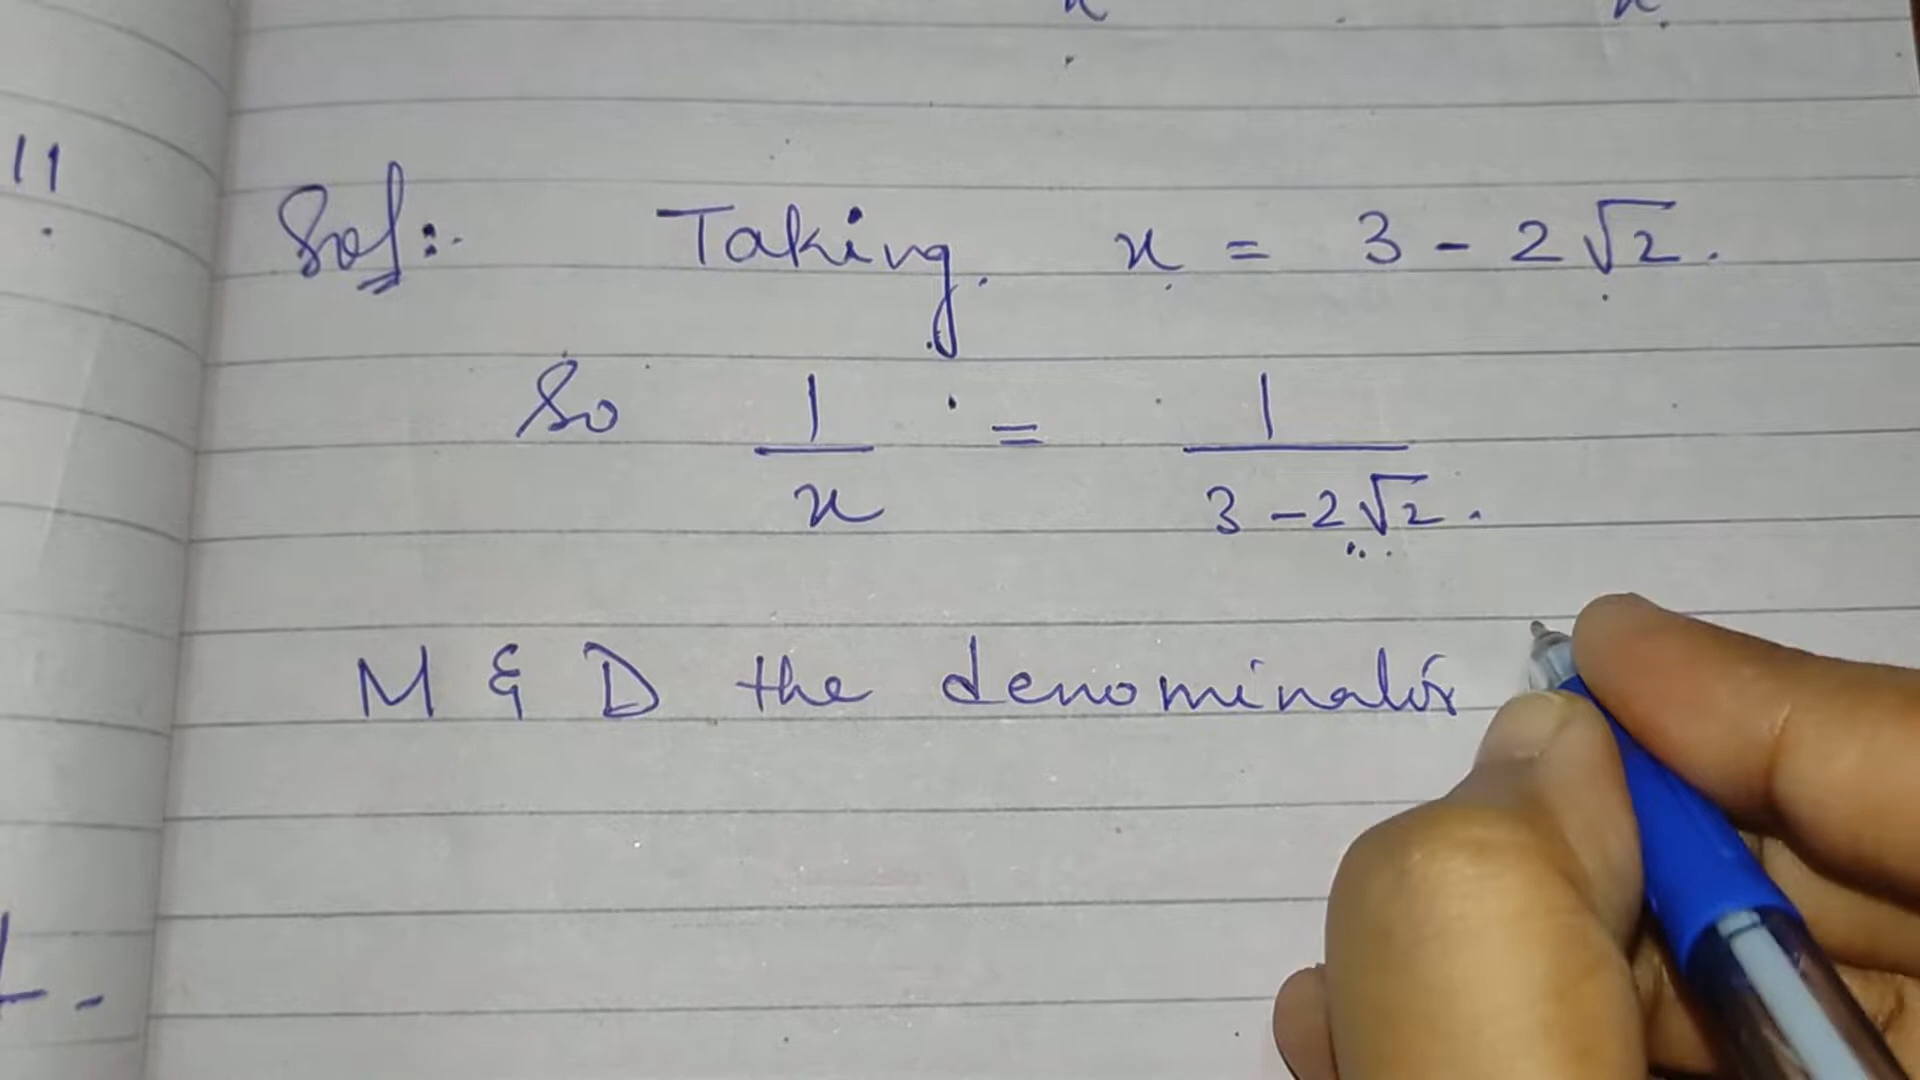 Sol:- Taking x = 3 - 2√2.
So 1/x = 1/(3 - 2√2).
M & D the denominator